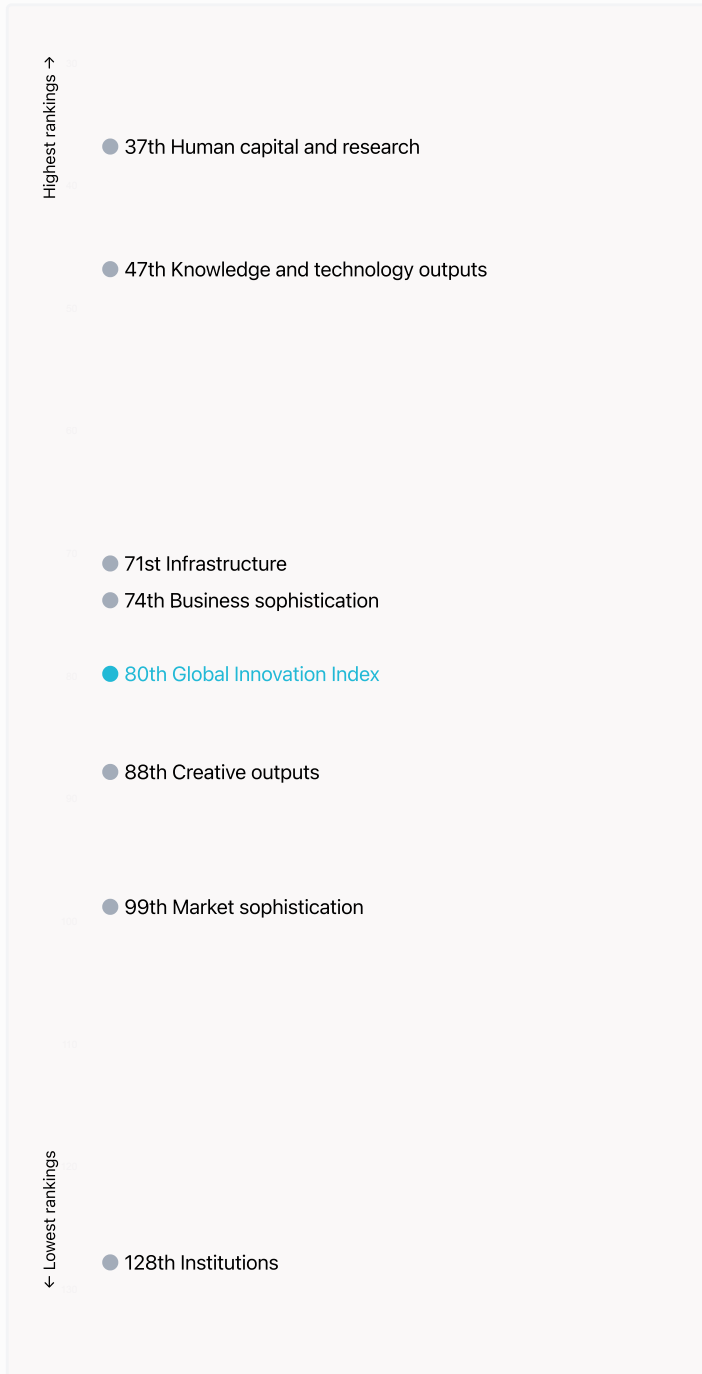 Highest rankings →
37th Human capital and research
47th Knowledge and technology outputs
71st Infrastructure
74th Business sophistication
80th Global Innovation Index
88th Creative outputs
99th Market sophistication
← Lowest rankings
128th Institutions